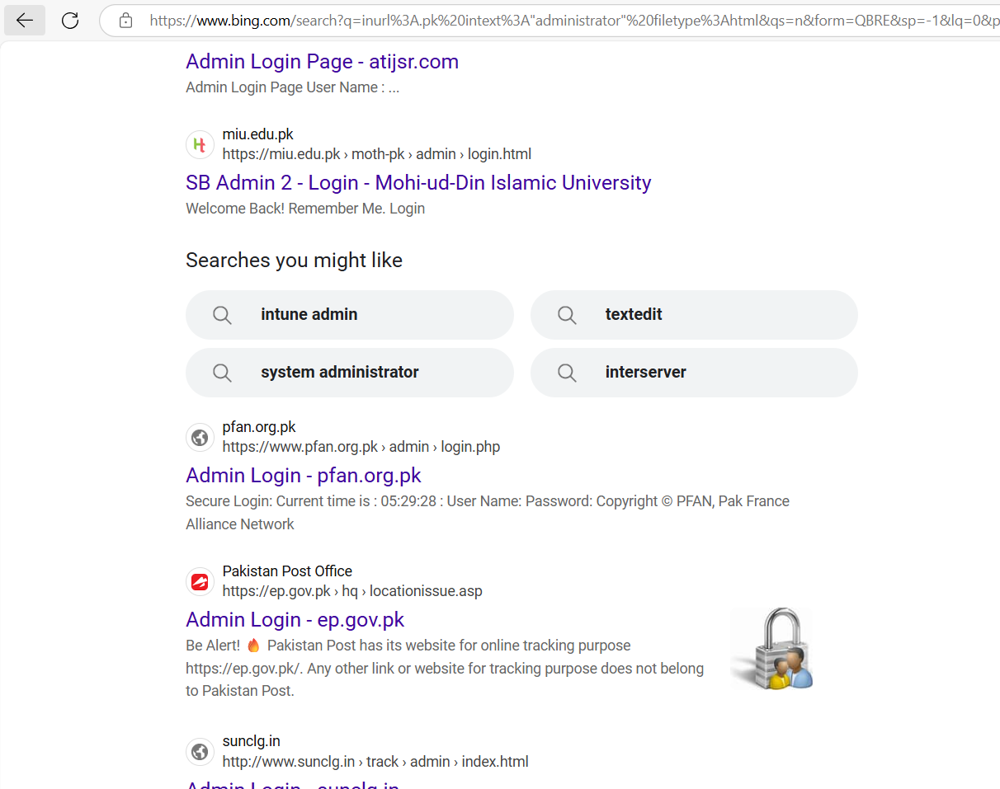 https://www.bing.com/search?q=inurl%3A.pk%20intext%3A"administrator"%20filetype%3Ahtml&qs=n&form=QBRE&sp=-1&lq=0&p
Admin Login Page - atijsr.com
Admin Login Page User Name : ...
miu.edu.pk
https://miu.edu.pk › moth-pk › admin › login.html
SB Admin 2 - Login - Mohi-ud-Din Islamic University
Welcome Back! Remember Me. Login
Searches you might like
intune admin
textedit
system administrator
interserver
pfan.org.pk
https://www.pfan.org.pk › admin › login.php
Admin Login - pfan.org.pk
Secure Login: Current time is : 05:29:28 : User Name: Password: Copyright © PFAN, Pak France
Alliance Network
Pakistan Post Office
https://ep.gov.pk › hq › locationissue.asp
Admin Login - ep.gov.pk
Be Alert! 🔥 Pakistan Post has its website for online tracking purpose
https://ep.gov.pk/. Any other link or website for tracking purpose does not belong
to Pakistan Post.
sunclg.in
http://www.sunclg.in › track › admin › index.html
Admin Login - sunclg.in